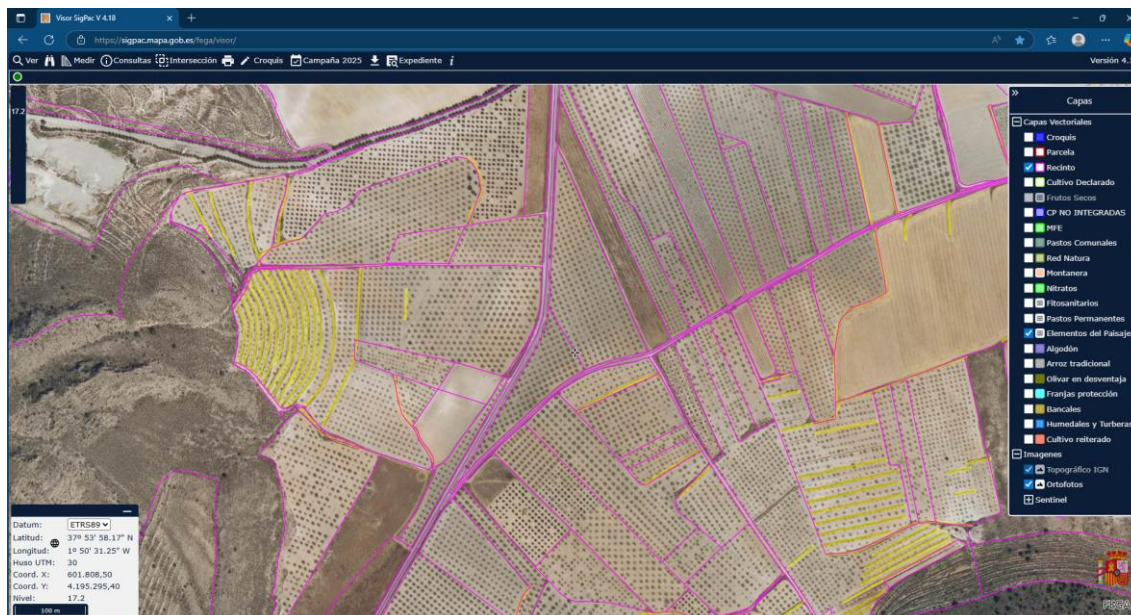 Visor SigPac V 4.18
https://sigpac.mapa.gob.es/fega/visor/
Ver Medir Consultas Intersección Croquis Campaña 2025 Expediente i
17.2
Capas
Capas Vectoriales
Croquis
Parcela
Recinto
Cultivo Declarado
Frutos Secos
CP NO INTEGRADAS
MFE
Pastos Comunales
Red Natura
Montanera
Nitratos
Fitosanitarios
Pastos Permanentes
Elementos del Paisaje
Algodón
Arroz tradicional
Olivar en desventaja
Franjas protección
Bancales
Humedales y Turberas
Cultivo reiterado
Imagenes
Topográfico IGN
Ortofotos
Sentinel
Datum: ETRS89
Latitud: 37º 53' 58.17" N
Longitud: 1º 50' 31.25" W
Huso UTM: 30
Coord. X: 601.808,50
Coord. Y: 4.195.295,40
Nivel: 17.2
100 m
FEGA